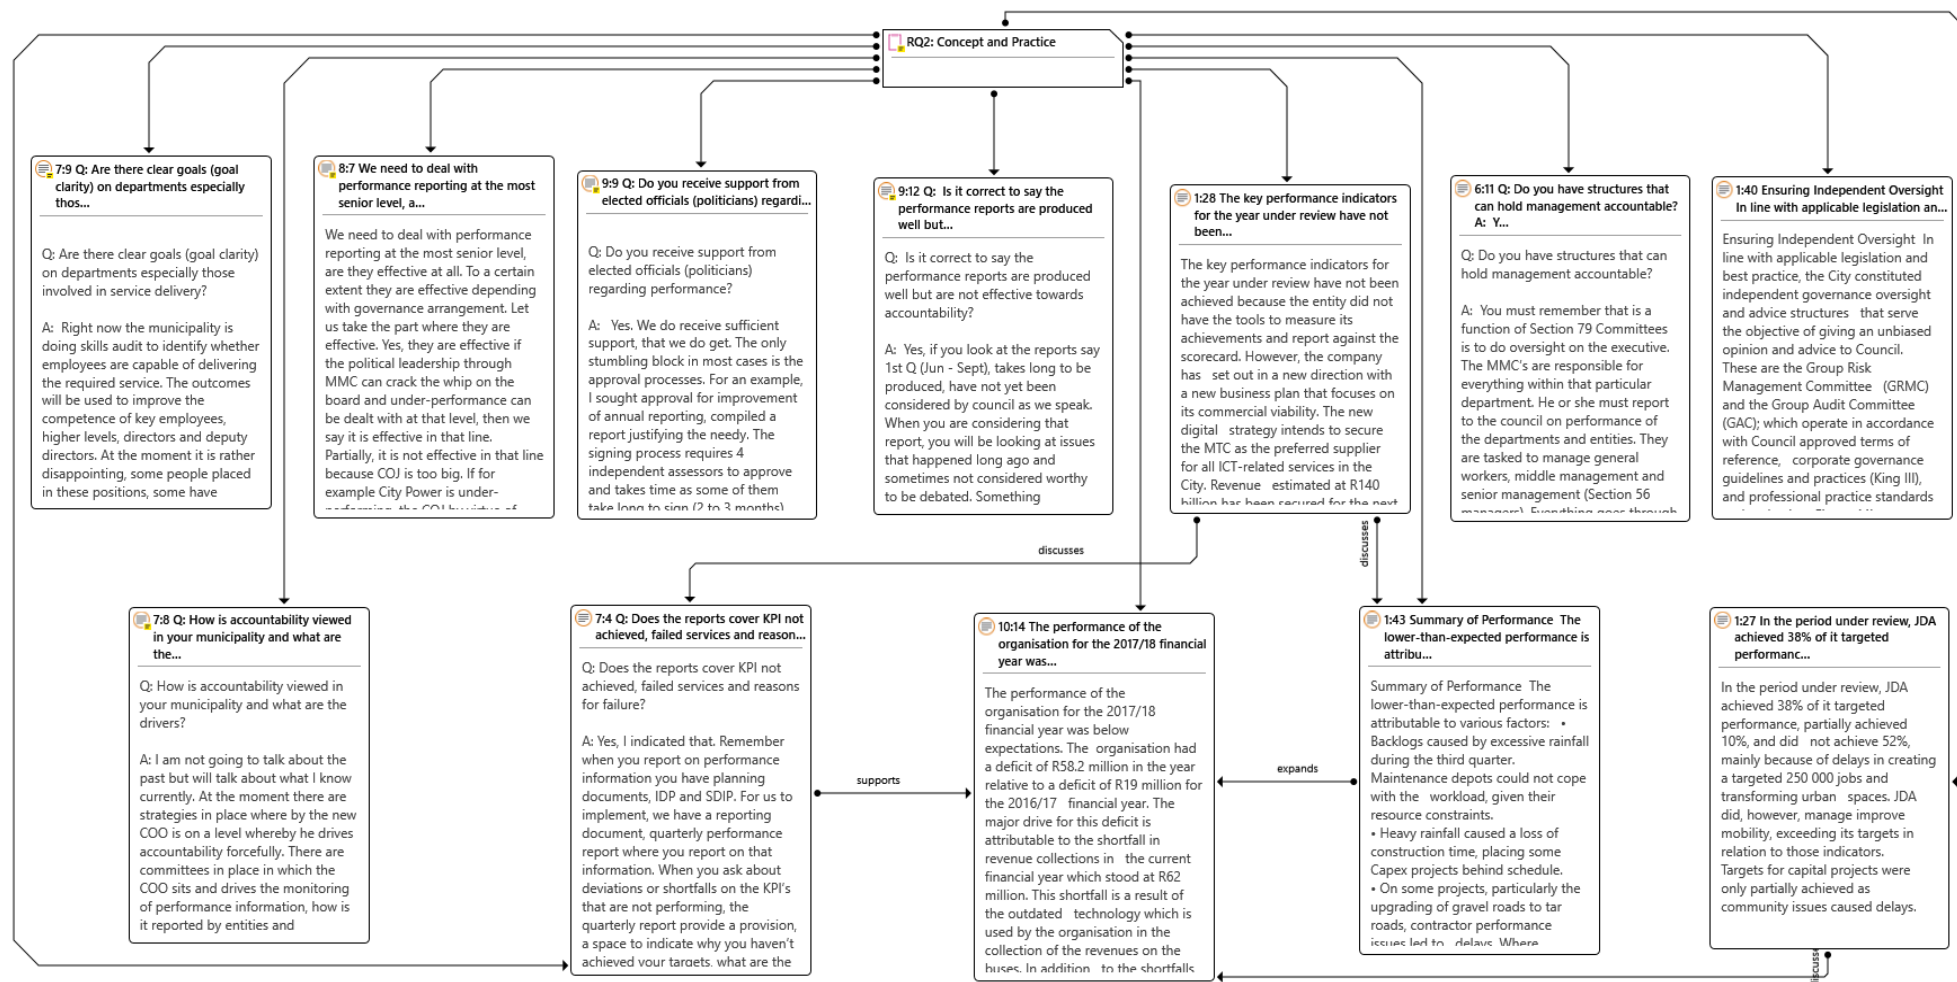 RQ2: Concept and Practice
7:9 Q: Are there clear goals (goal
clarity) on departments especially
thos...
Q: Are there clear goals (goal clarity)
on departments especially those
involved in service delivery?
A: Right now the municipality is
doing skills audit to identify whether
employees are capable of delivering
the required service. The outcomes
will be used to improve the
competence of key employees,
higher levels, directors and deputy
directors. At the moment it is rather
disappointing, some people placed
in these positions, some have
8:7 We need to deal with
performance reporting at the most
senior level, a...
We need to deal with performance
reporting at the most senior level,
are they effective at all. To a certain
extent they are effective depending
with governance arrangement. Let
us take the part where they are
effective. Yes, they are effective if
the political leadership through
MMC can crack the whip on the
board and under-performance can
be dealt with at that level, then we
say it is effective in that line.
Partially, it is not effective in that line
because COJ is too big. If for
example City Power is under-
performing, the COJ by virtue of
9:9 Q: Do you receive support from
elected officials (politicians) regardi...
Q: Do you receive support from
elected officials (politicians)
regarding performance?
A: Yes. We do receive sufficient
support, that we do get. The only
stumbling block in most cases is the
approval processes. For an example,
I sought approval for improvement
of annual reporting, compiled a
report justifying the needy. The
signing process requires 4
independent assessors to approve
and takes time as some of them
take long to sign (2 to 3 months)
9:12 Q: Is it correct to say the
performance reports are produced
well but...
Q: Is it correct to say the
performance reports are produced
well but are not effective towards
accountability?
A: Yes, if you look at the reports say
1st Q (Jun - Sept), takes long to be
produced, have not yet been
considered by council as we speak.
When you are considering that
report, you will be looking at issues
that happened long ago and
sometimes not considered worthy
to be debated. Something
1:28 The key performance indicators
for the year under review have not
been...
The key performance indicators for
the year under review have not been
achieved because the entity did not
have the tools to measure its
achievements and report against the
scorecard. However, the company
has set out in a new direction with
a new business plan that focuses on
its commercial viability. The new
digital strategy intends to secure
the MTC as the preferred supplier
for all ICT-related services in the
City. Revenue estimated at R140
billion has been secured for the next
6:11 Q: Do you have structures that
can hold management accountable?
A: Y...
Q: Do you have structures that can
hold management accountable?
A: You must remember that is a
function of Section 79 Committees
is to do oversight on the executive.
The MMC's are responsible for
everything within that particular
department. He or she must report
to the council on performance of
the departments and entities. They
are tasked to manage general
workers, middle management and
senior management (Section 56
managers). Everything goes through
1:40 Ensuring Independent Oversight
In line with applicable legislation an...
Ensuring Independent Oversight In
line with applicable legislation and
best practice, the City constituted
independent governance oversight
and advice structures that serve
the objective of giving an unbiased
opinion and advice to Council.
These are the Group Risk
Management Committee (GRMC)
and the Group Audit Committee
(GAC); which operate in accordance
with Council approved terms of
reference, corporate governance
guidelines and practices (King III),
and professional practice standards
discusses
discusses
7:8 Q: How is accountability viewed
in your municipality and what are
the...
Q: How is accountability viewed in
your municipality and what are the
drivers?
A: I am not going to talk about the
past but will talk about what I know
currently. At the moment there are
strategies in place where by the new
COO is on a level whereby he drives
accountability forcefully. There are
committees in place in which the
COO sits and drives the monitoring
of performance information, how is
it reported by entities and
7:4 Q: Does the reports cover KPI not
achieved, failed services and reason...
Q: Does the reports cover KPI not
achieved, failed services and reasons
for failure?
A: Yes, I indicated that. Remember
when you report on performance
information you have planning
documents, IDP and SDIP. For us to
implement, we have a reporting
document, quarterly performance
report where you report on that
information. When you ask about
deviations or shortfalls on the KPI's
that are not performing, the
quarterly report provide a provision,
a space to indicate why you haven't
achieved your targets, what are the
supports
10:14 The performance of the
organisation for the 2017/18 financial
year was...
The performance of the
organisation for the 2017/18
financial year was below
expectations. The organisation had
a deficit of R58.2 million in the year
relative to a deficit of R19 million for
the 2016/17 financial year. The
major drive for this deficit is
attributable to the shortfall in
revenue collections in the current
financial year which stood at R62
million. This shortfall is a result of
the outdated technology which is
used by the organisation in the
collection of the revenues on the
buses. In addition to the shortfalls
expands
1:43 Summary of Performance The
lower-than-expected performance is
attribu...
Summary of Performance The
lower-than-expected performance is
attributable to various factors: •
Backlogs caused by excessive rainfall
during the third quarter.
Maintenance depots could not cope
with the workload, given their
resource constraints.
• Heavy rainfall caused a loss of
construction time, placing some
Capex projects behind schedule.
• On some projects, particularly the
upgrading of gravel roads to tar
roads, contractor performance
issues led to delays. Where
1:27 In the period under review, JDA
achieved 38% of it targeted
performanc...
In the period under review, JDA
achieved 38% of it targeted
performance, partially achieved
10%, and did not achieve 52%,
mainly because of delays in creating
a targeted 250 000 jobs and
transforming urban spaces. JDA
did, however, manage improve
mobility, exceeding its targets in
relation to those indicators.
Targets for capital projects were
only partially achieved as
community issues caused delays.